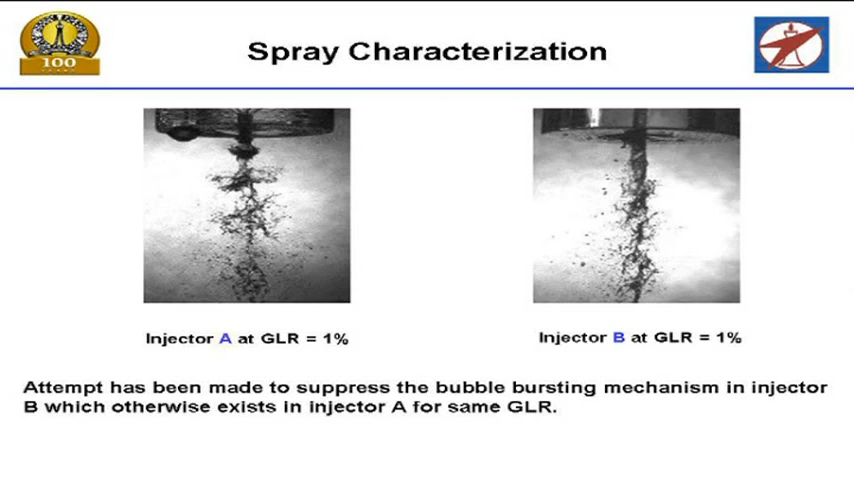 100
Spray Characterization
Injector A at GLR = 1%
Injector B at GLR = 1%
Attempt has been made to suppress the bubble bursting mechanism in injector
B which otherwise exists in injector A for same GLR.